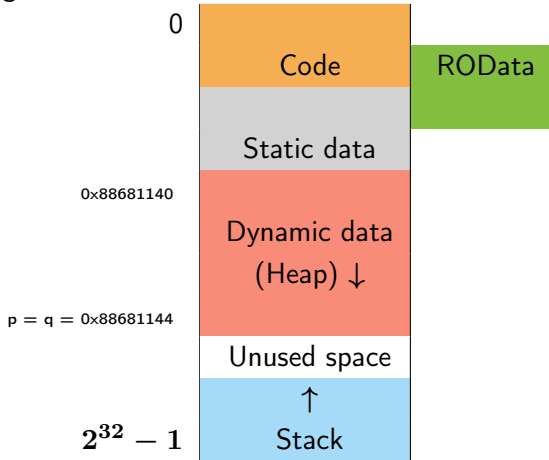 0
Code
ROData
Static data
0x88681140
Dynamic data
(Heap) ↓
p = q = 0x88681144
Unused space
↑
2^32 − 1
Stack